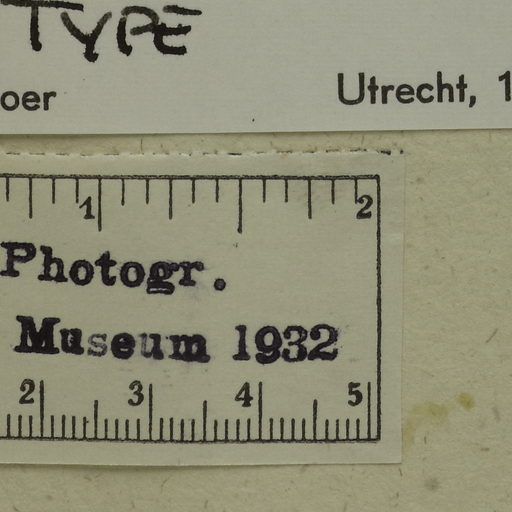 TYPE
oer Utrecht, 1
1 2
Photogr.
Museum 1932
2 3 4 5